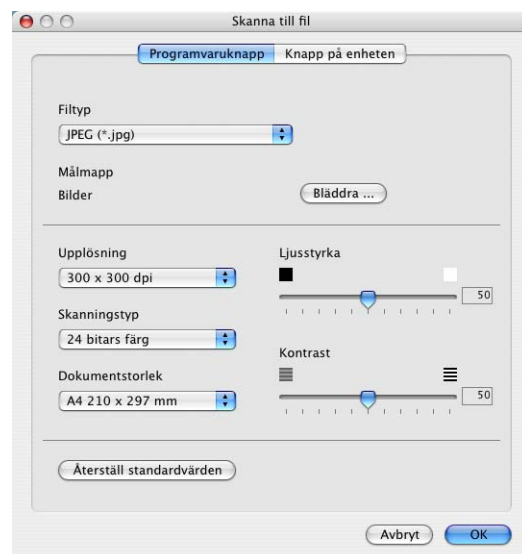 Skanna till fil
Programvaruknapp Knapp på enheten
Filtyp
JPEG (*.jpg)
Målmapp
Bilder
Bläddra ...
Upplösning
300 x 300 dpi
Skanningstyp
24 bitars färg
Dokumentstorlek
A4 210 x 297 mm
Ljusstyrka
50
Kontrast
50
Återställ standardvärden
Avbryt OK